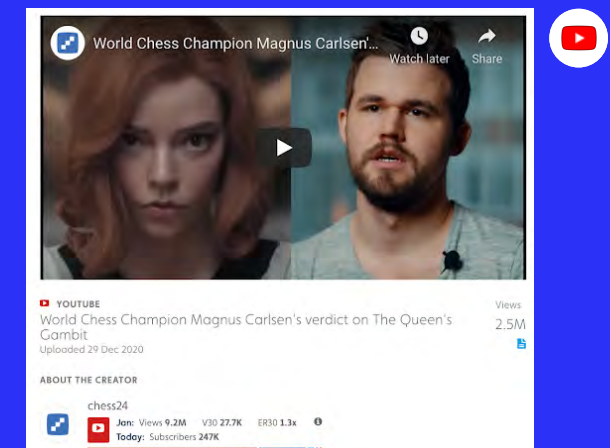 World Chess Champion Magnus Carlsen'...
Watch later
Share
YOUTUBE
Views
World Chess Champion Magnus Carlsen's verdict on The Queen's
Gambit
2.5M
Uploaded 29 Dec 2020
ABOUT THE CREATOR
chess24
Jan: Views 9.2M V30 27.7K ER30 1.3x
Today: Subscribers 247K